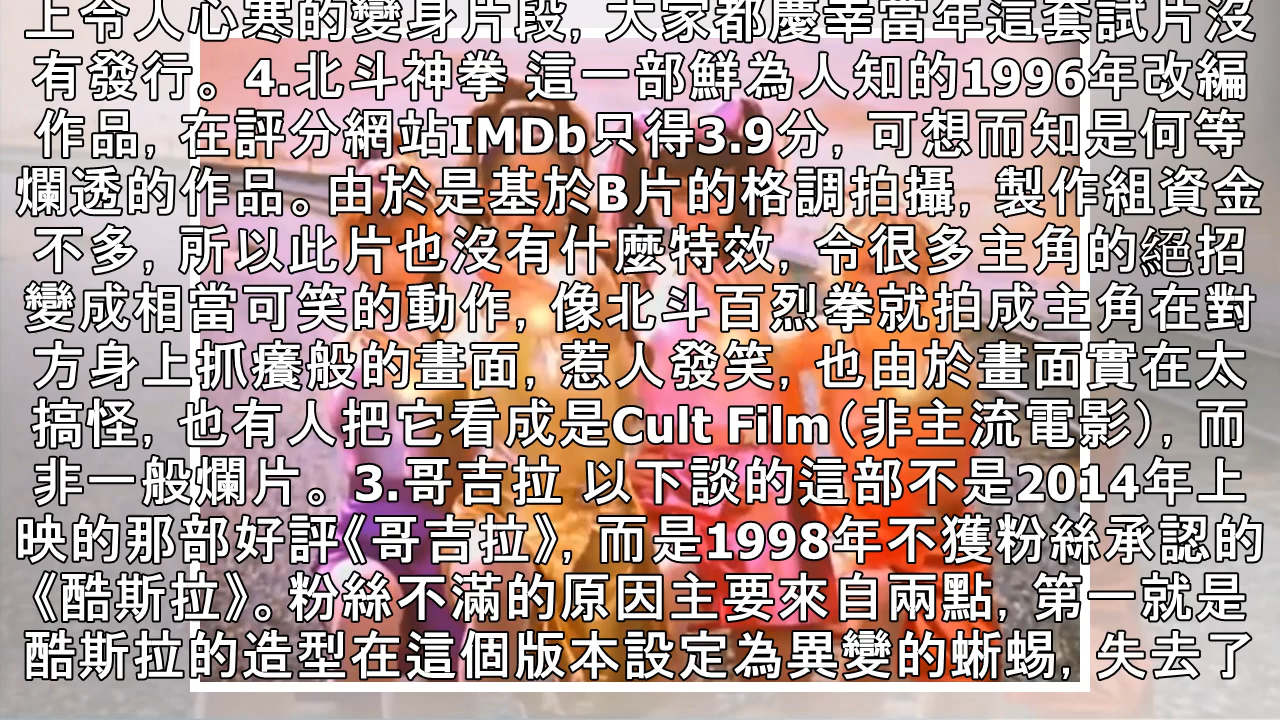 上令人心寒的變身片段, 大家都慶幸當年這套試片沒
有發行。4.北斗神拳 這一部鮮為人知的1996年改編
作品, 在評分網站IMDb只得3.9分, 可想而知是何等
爛透的作品。由於是基於B片的格調拍攝, 製作組資金
不多, 所以此片也沒有什麼特效, 令很多主角的絕招
變成相當可笑的動作, 像北斗百烈拳就拍成主角在對
方身上抓癢般的畫面, 惹人發笑, 也由於畫面實在太
搞怪, 也有人把它看成是Cult Film（非主流電影）, 而
非一般爛片。3.哥吉拉 以下談的這部不是2014年上
映的那部好評《哥吉拉》, 而是1998年不獲粉絲承認的
《酷斯拉》。粉絲不滿的原因主要來自兩點, 第一就是
酷斯拉的造型在這個版本設定為異變的蜥蜴, 失去了